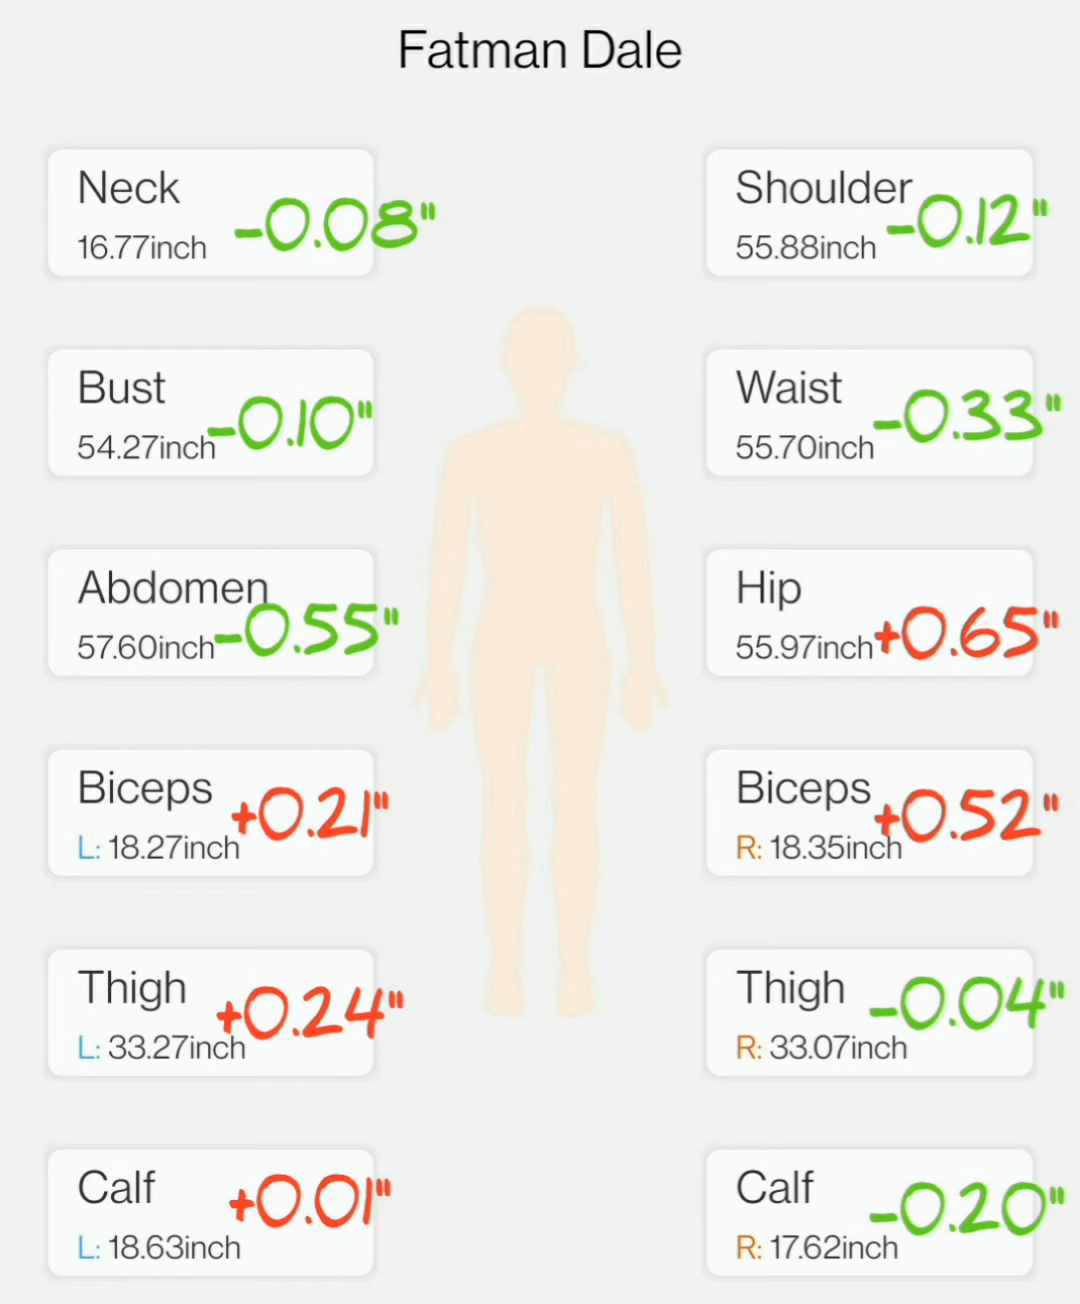 Fatman Dale
Neck
16.77inch -0.08"
Shoulder
55.88inch -0.12"
Bust
54.27inch -0.10"
Waist
55.70inch -0.33"
Abdomen
57.60inch -0.55"
Hip
55.97inch +0.65"
Biceps
L: 18.27inch +0.21"
Biceps
R: 18.35inch +0.52"
Thigh
L: 33.27inch +0.24"
Thigh
R: 33.07inch -0.04"
Calf
L: 18.63inch +0.01"
Calf
R: 17.62inch -0.20"